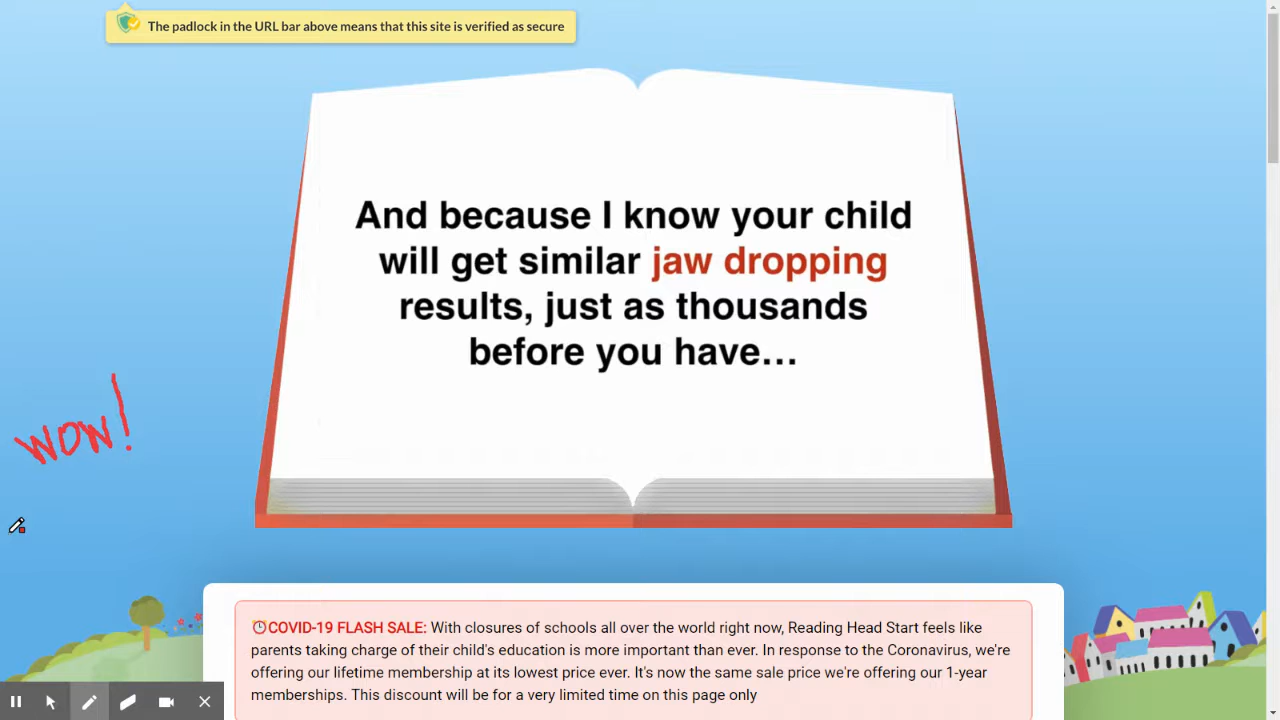 The padlock in the URL bar above means that this site is verified as secure
And because I know your child
will get similar jaw dropping
results, just as thousands
before you have...
wow!
COVID-19 FLASH SALE: With closures of schools all over the world right now, Reading Head Start feels like
parents taking charge of their child's education is more important than ever. In response to the Coronavirus, we're
offering our lifetime membership at its lowest price ever. It's now the same sale price we're offering our 1-year
memberships. This discount will be for a very limited time on this page only